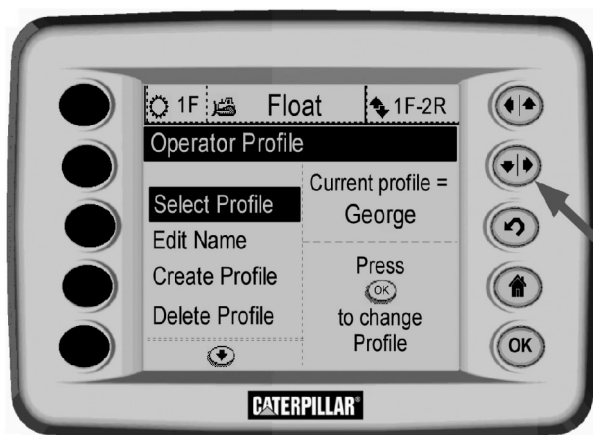 1F Float 1F-2R
Operator Profile
Select Profile
Edit Name
Create Profile
Delete Profile
Current profile =
George
Press
OK
to change
Profile
OK
CATERPILLAR®